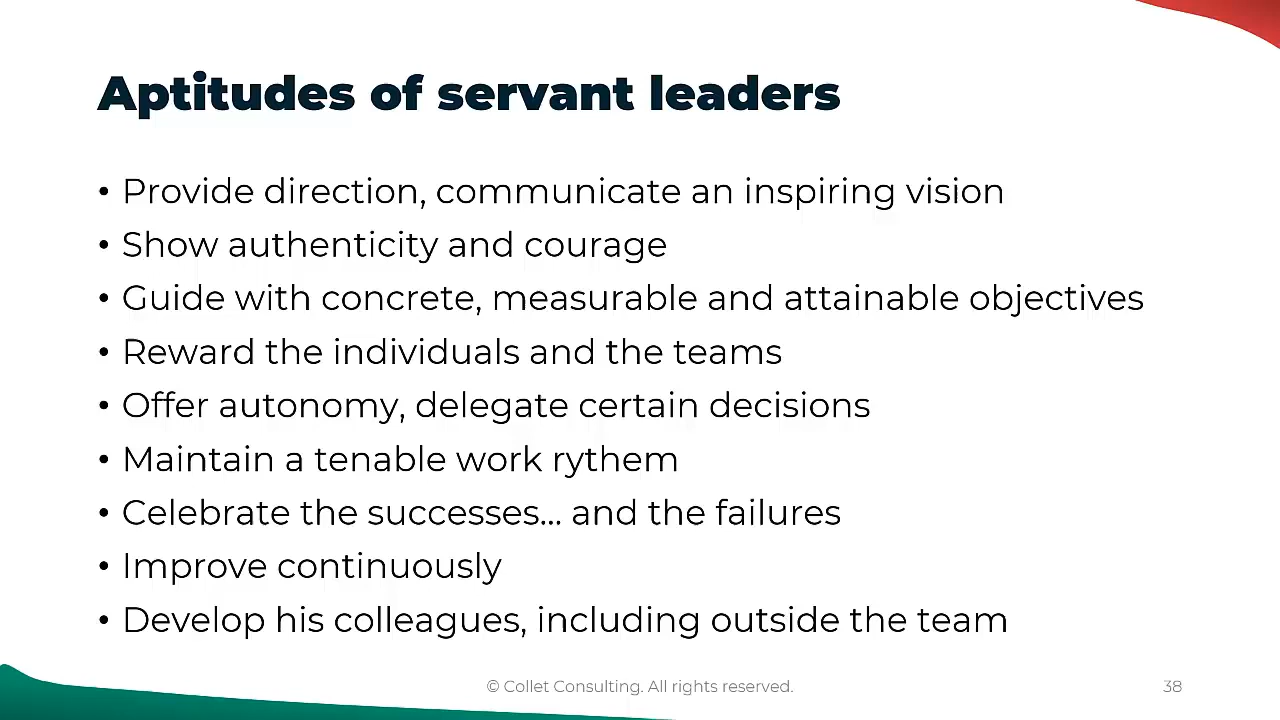 Aptitudes of servant leaders
• Provide direction, communicate an inspiring vision
• Show authenticity and courage
• Guide with concrete, measurable and attainable objectives
• Reward the individuals and the teams
• Offer autonomy, delegate certain decisions
• Maintain a tenable work rythem
• Celebrate the successes... and the failures
• Improve continuously
• Develop his colleagues, including outside the team
© Collet Consulting. All rights reserved.
38